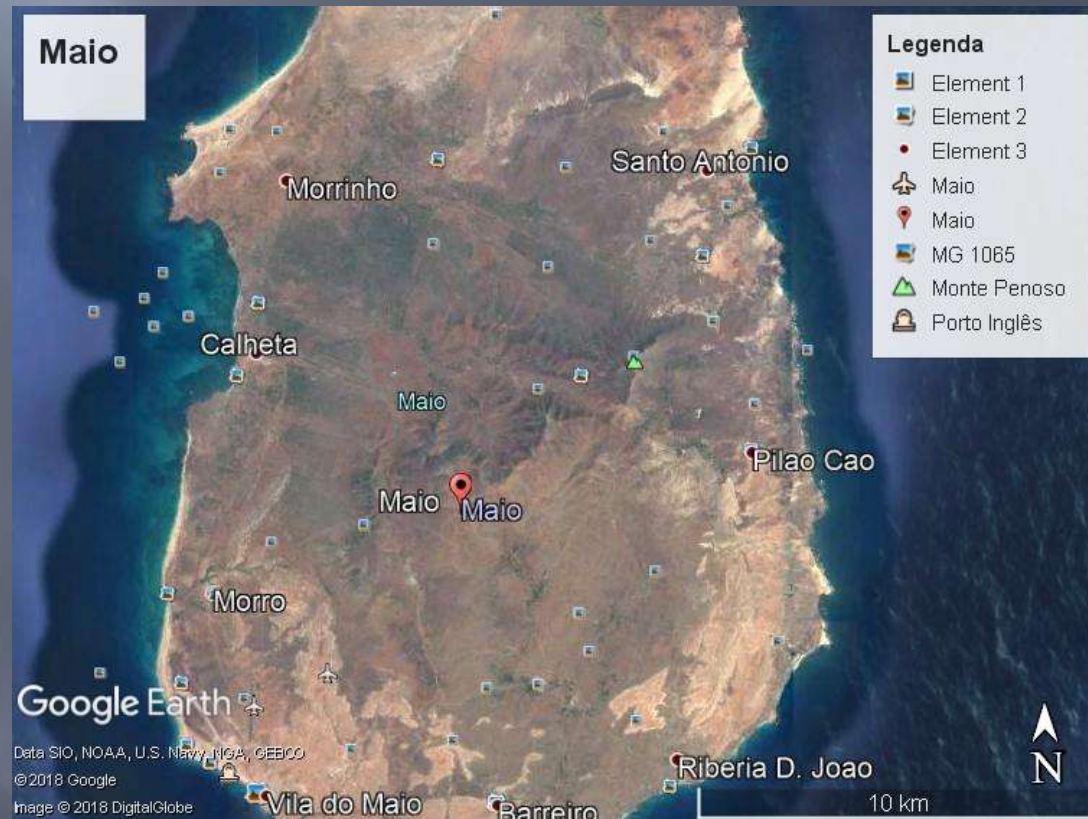 Maio
Legenda
Element 1
Element 2
Element 3
Maio
Maio
MG 1065
Monte Penoso
Porto Inglês
Santo Antonio
Morrinho
Calheta
Maio
Pilao Cao
Maio
Maio
Morro
Google Earth
Data SIO, NOAA, U.S. Navy, NGA, GEBCO
©2018 Google
Image © 2018 DigitalGlobe
Riberia D. Joao
Vila do Maio
Barreiro
10 km
N